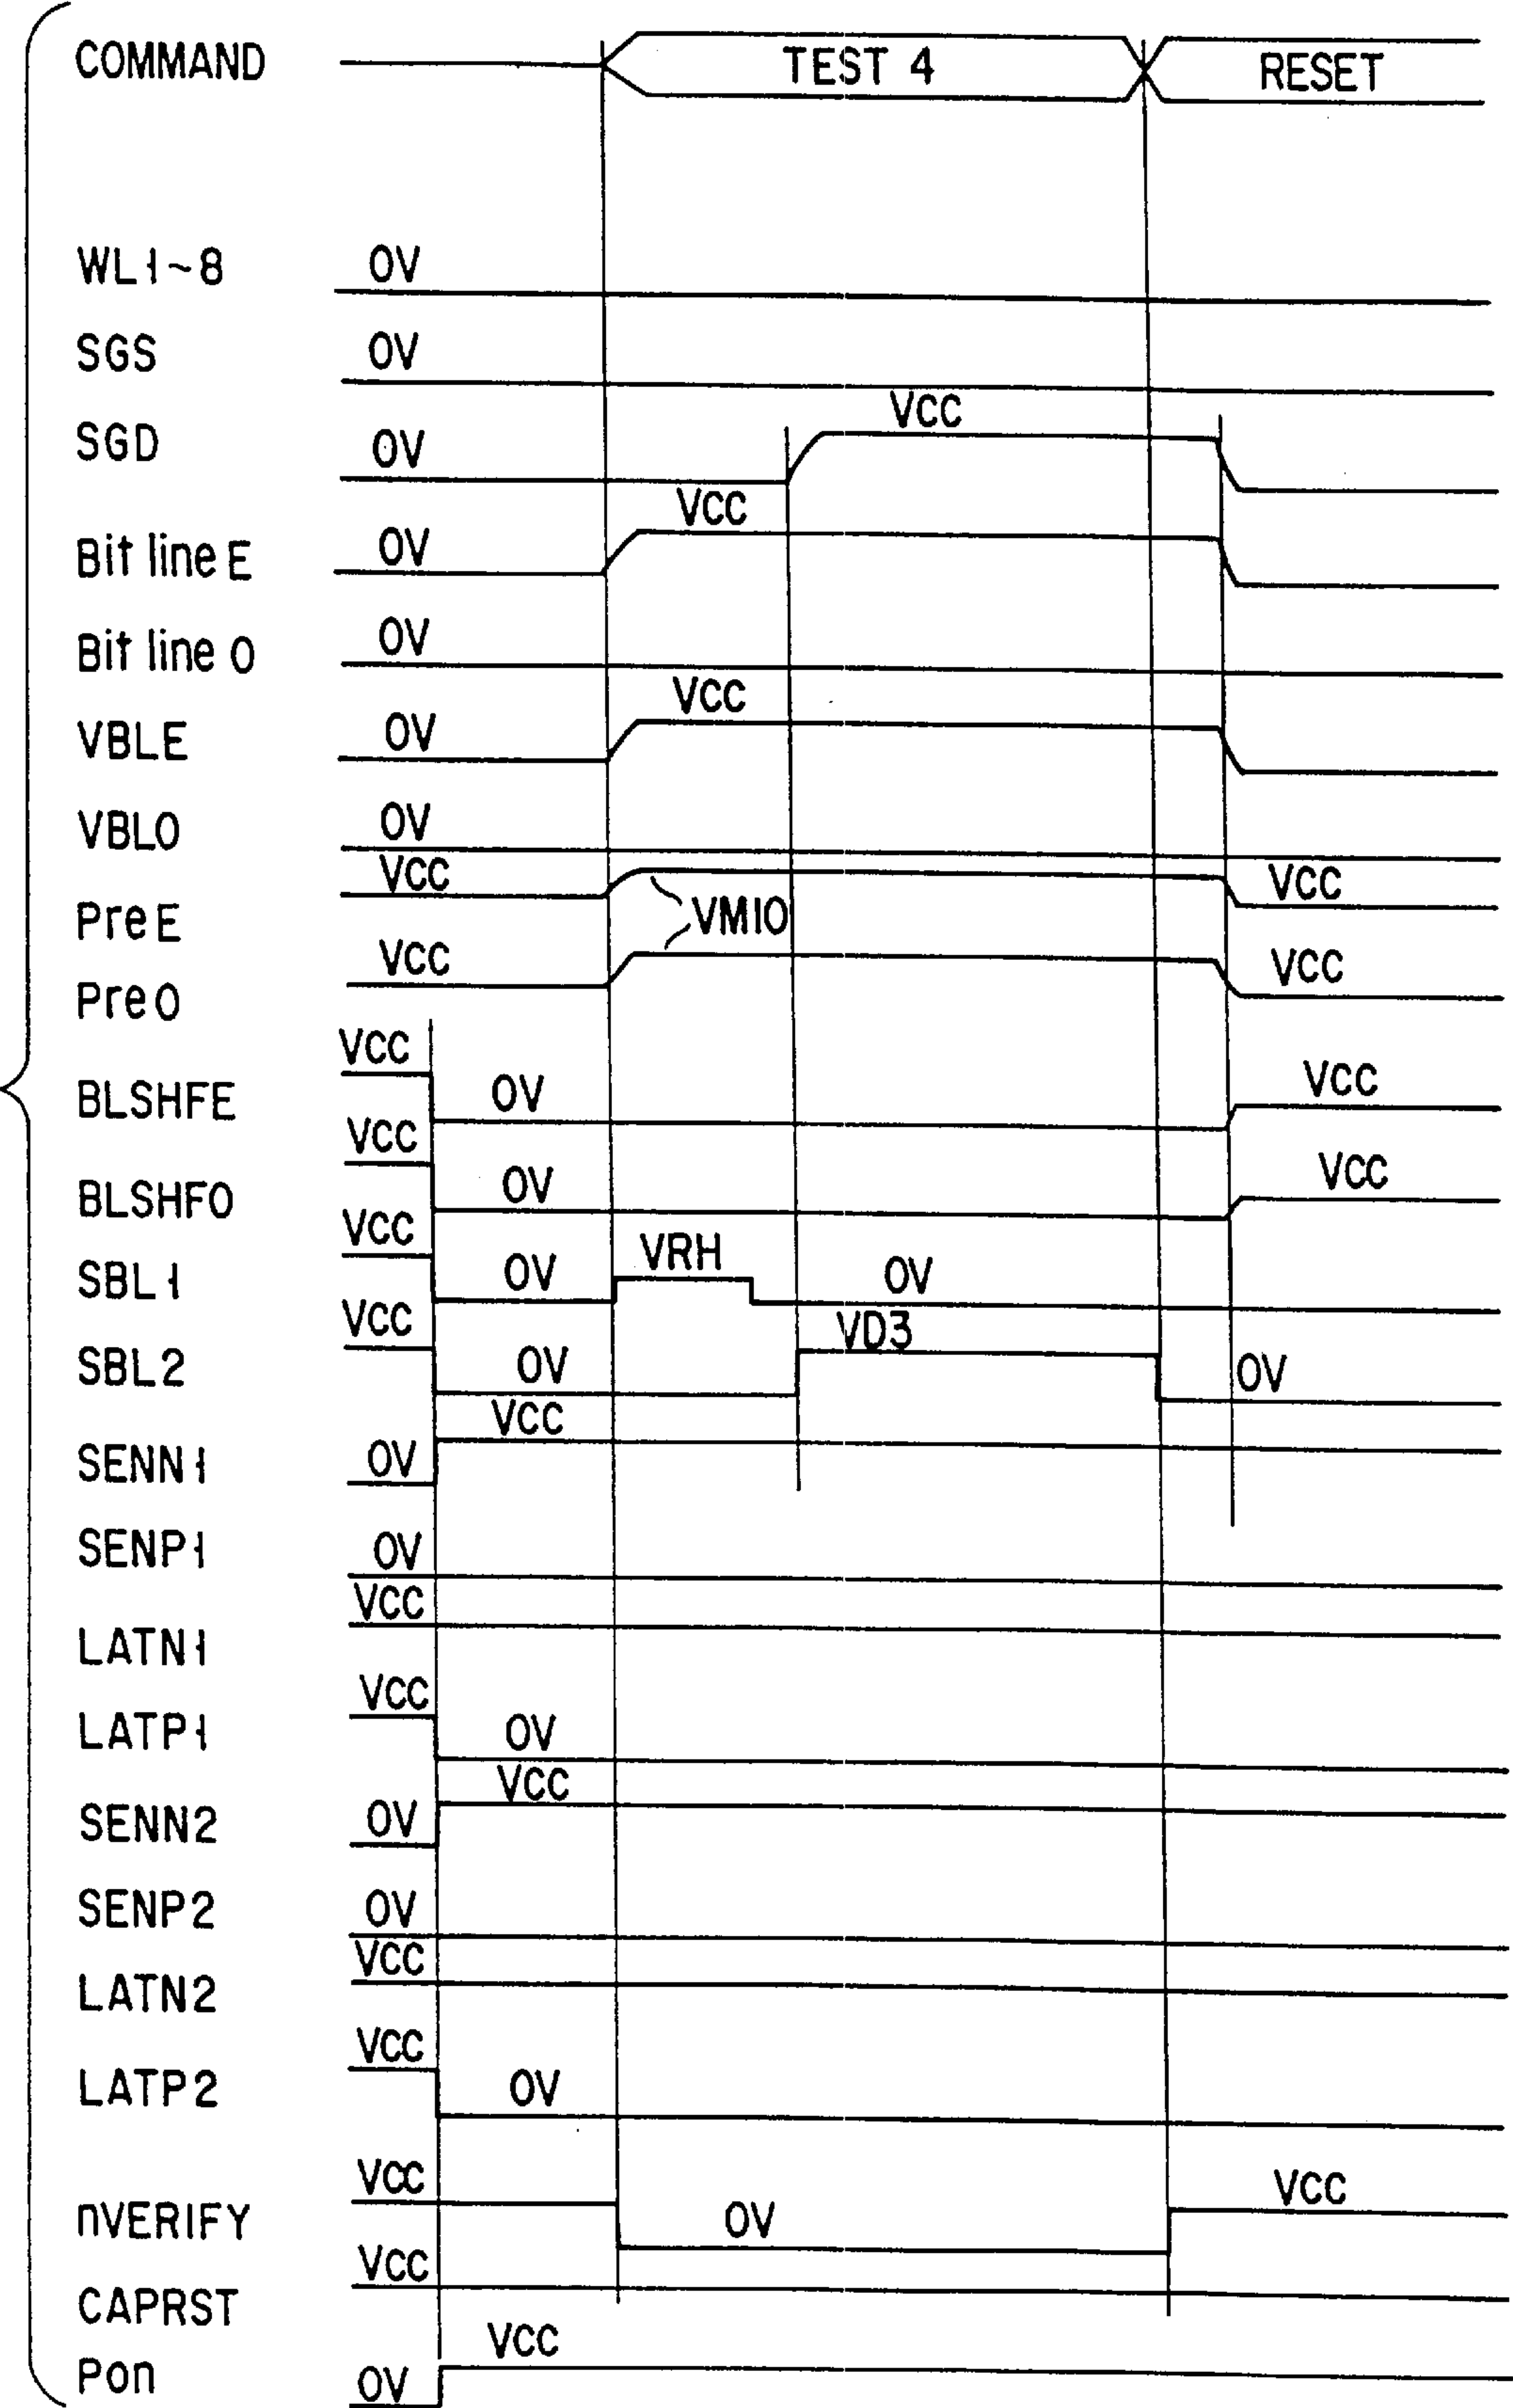 COMMAND TEST 4 RESET
WL1~8 0V
SGS 0V
SGD 0V VCC
Bit line E 0V VCC
Bit line O 0V
VBLE 0V VCC
VBLO 0V
Pre E VCC VM10 VCC
Pre O VCC VCC
BLSHFE VCC 0V VCC
BLSHFO VCC 0V VCC
SBL1 VCC 0V VRH 0V
SBL2 VCC 0V VD3 0V
SENN1 0V VCC
SENP1 0V
LATN1 VCC
LATP1 VCC 0V
SENN2 0V VCC
SENP2 0V
LATN2 VCC
LATP2 VCC 0V
nVERIFY VCC 0V VCC
CAPRST VCC
Pon 0V VCC